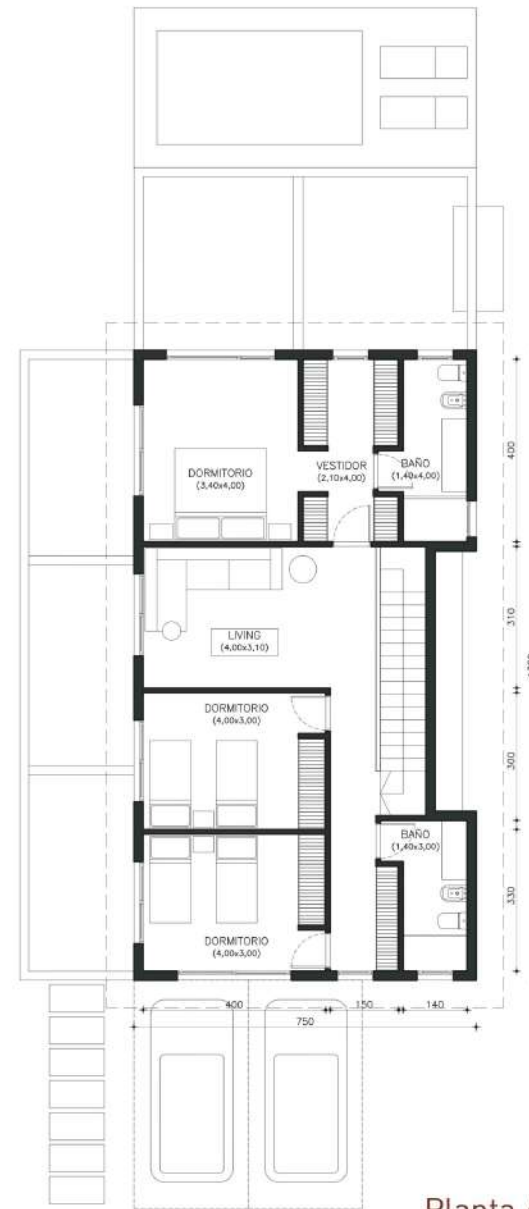 DORMITORIO
(3,40x4,00)
VESTIDOR
(2,10x4,00)
BAÑO
(1,40x4,00)
400
LIVING
(4,00x3,10)
310
DORMITORIO
(4,00x3,00)
300
BAÑO
(1,40x3,00)
330
DORMITORIO
(4,00x3,00)
400
150
140
750
Planta